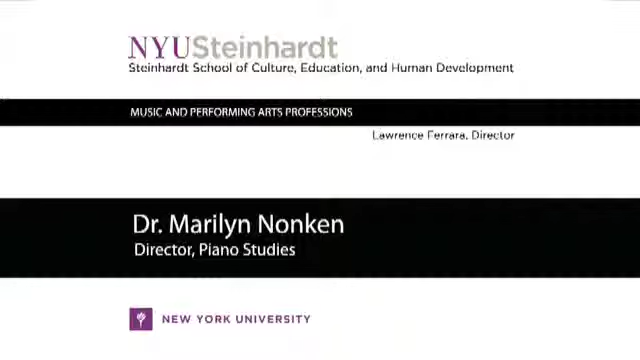 NYUSteinhardt
Steinhardt School of Culture, Education, and Human Development
MUSIC AND PERFORMING ARTS PROFESSIONS
Lawrence Ferrara, Director
Dr. Marilyn Nonken
Director, Piano Studies
NEW YORK UNIVERSITY